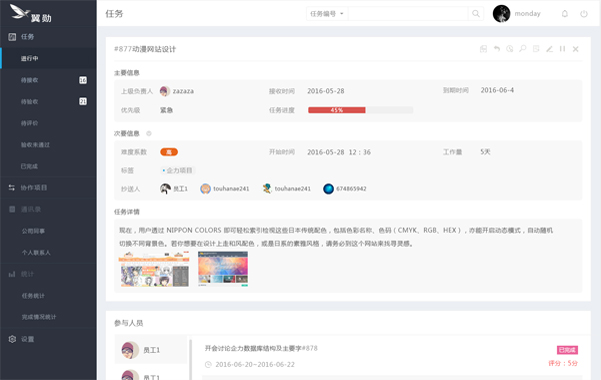 翼勋
任务
任务编号
monday
任务
进行中
待接收 16
待验收 21
待评价
验收未通过
已完成
协作项目
通讯录
公司同事
个人联系人
统计
任务统计
完成情况统计
设置
#877动漫网站设计
主要信息
上级负责人 zazaza 接收时间 2016-05-28 到期时间 2016-06-4
优先级 紧急 任务进度 45%
次要信息
难度系数 高 开始时间 2016-05-28 12：36 工作量 5天
标签 企力项目
抄送人 员工1 touhanae241 touhanae241 674865942
任务详情
现在，用户透过 NIPPON COLORS 即可轻松索引检视这些日本传统配色，包括色彩名称、色码（CMYK、RGB、HEX），亦能开启动态模式，自动随机
切换不同背景色。若你想要在设计上走和风配色，或是日系的素雅风格，请务必到这个网站来找寻灵感。
参与人员
员工1
员工1
开会讨论企力数据库结构及主要字#878 已完成
2016-06-20~2016-06-22 评分：5分